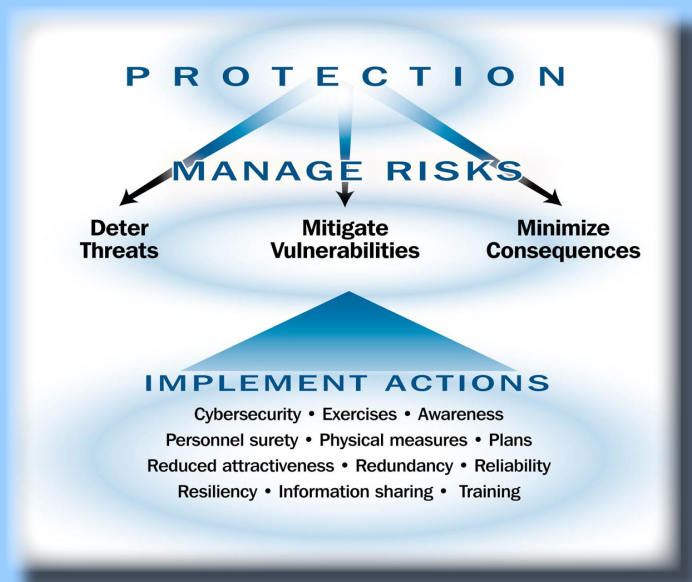 PROTECTION
MANAGE RISKS
Deter
Threats
Mitigate
Vulnerabilities
Minimize
Consequences
IMPLEMENT ACTIONS
Cybersecurity • Exercises • Awareness
Personnel surety • Physical measures • Plans
Reduced attractiveness • Redundancy • Reliability
Resiliency • Information sharing • Training